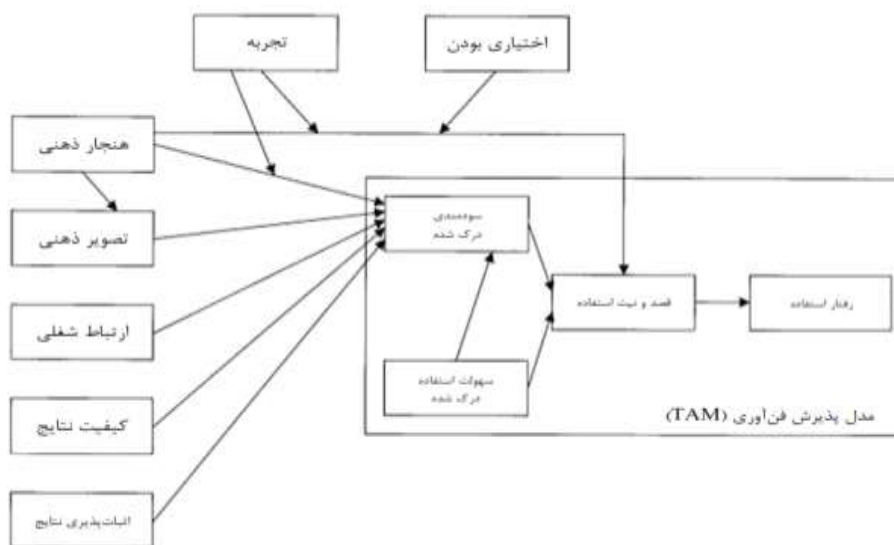 تجربه
اختیاری بودن
هنجار ذهنی
تصویر ذهنی
ارتباط شغلی
کیفیت نتایج
اثبات‌پذیری نتایج
سودمندی
درک شده
سهولت استفاده
درک شده
قصد و نیت استفاده
رفتار استفاده
مدل پذیرش فن‌آوری (TAM)